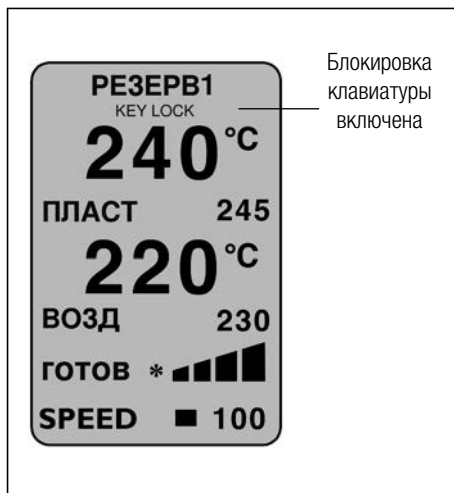 РЕЗЕРВ1
KEY LOCK
240°C
ПЛАСТ 245
220°C
ВОЗД 230
ГОТОВ *
SPEED ■ 100
Блокировка
клавиатуры
включена